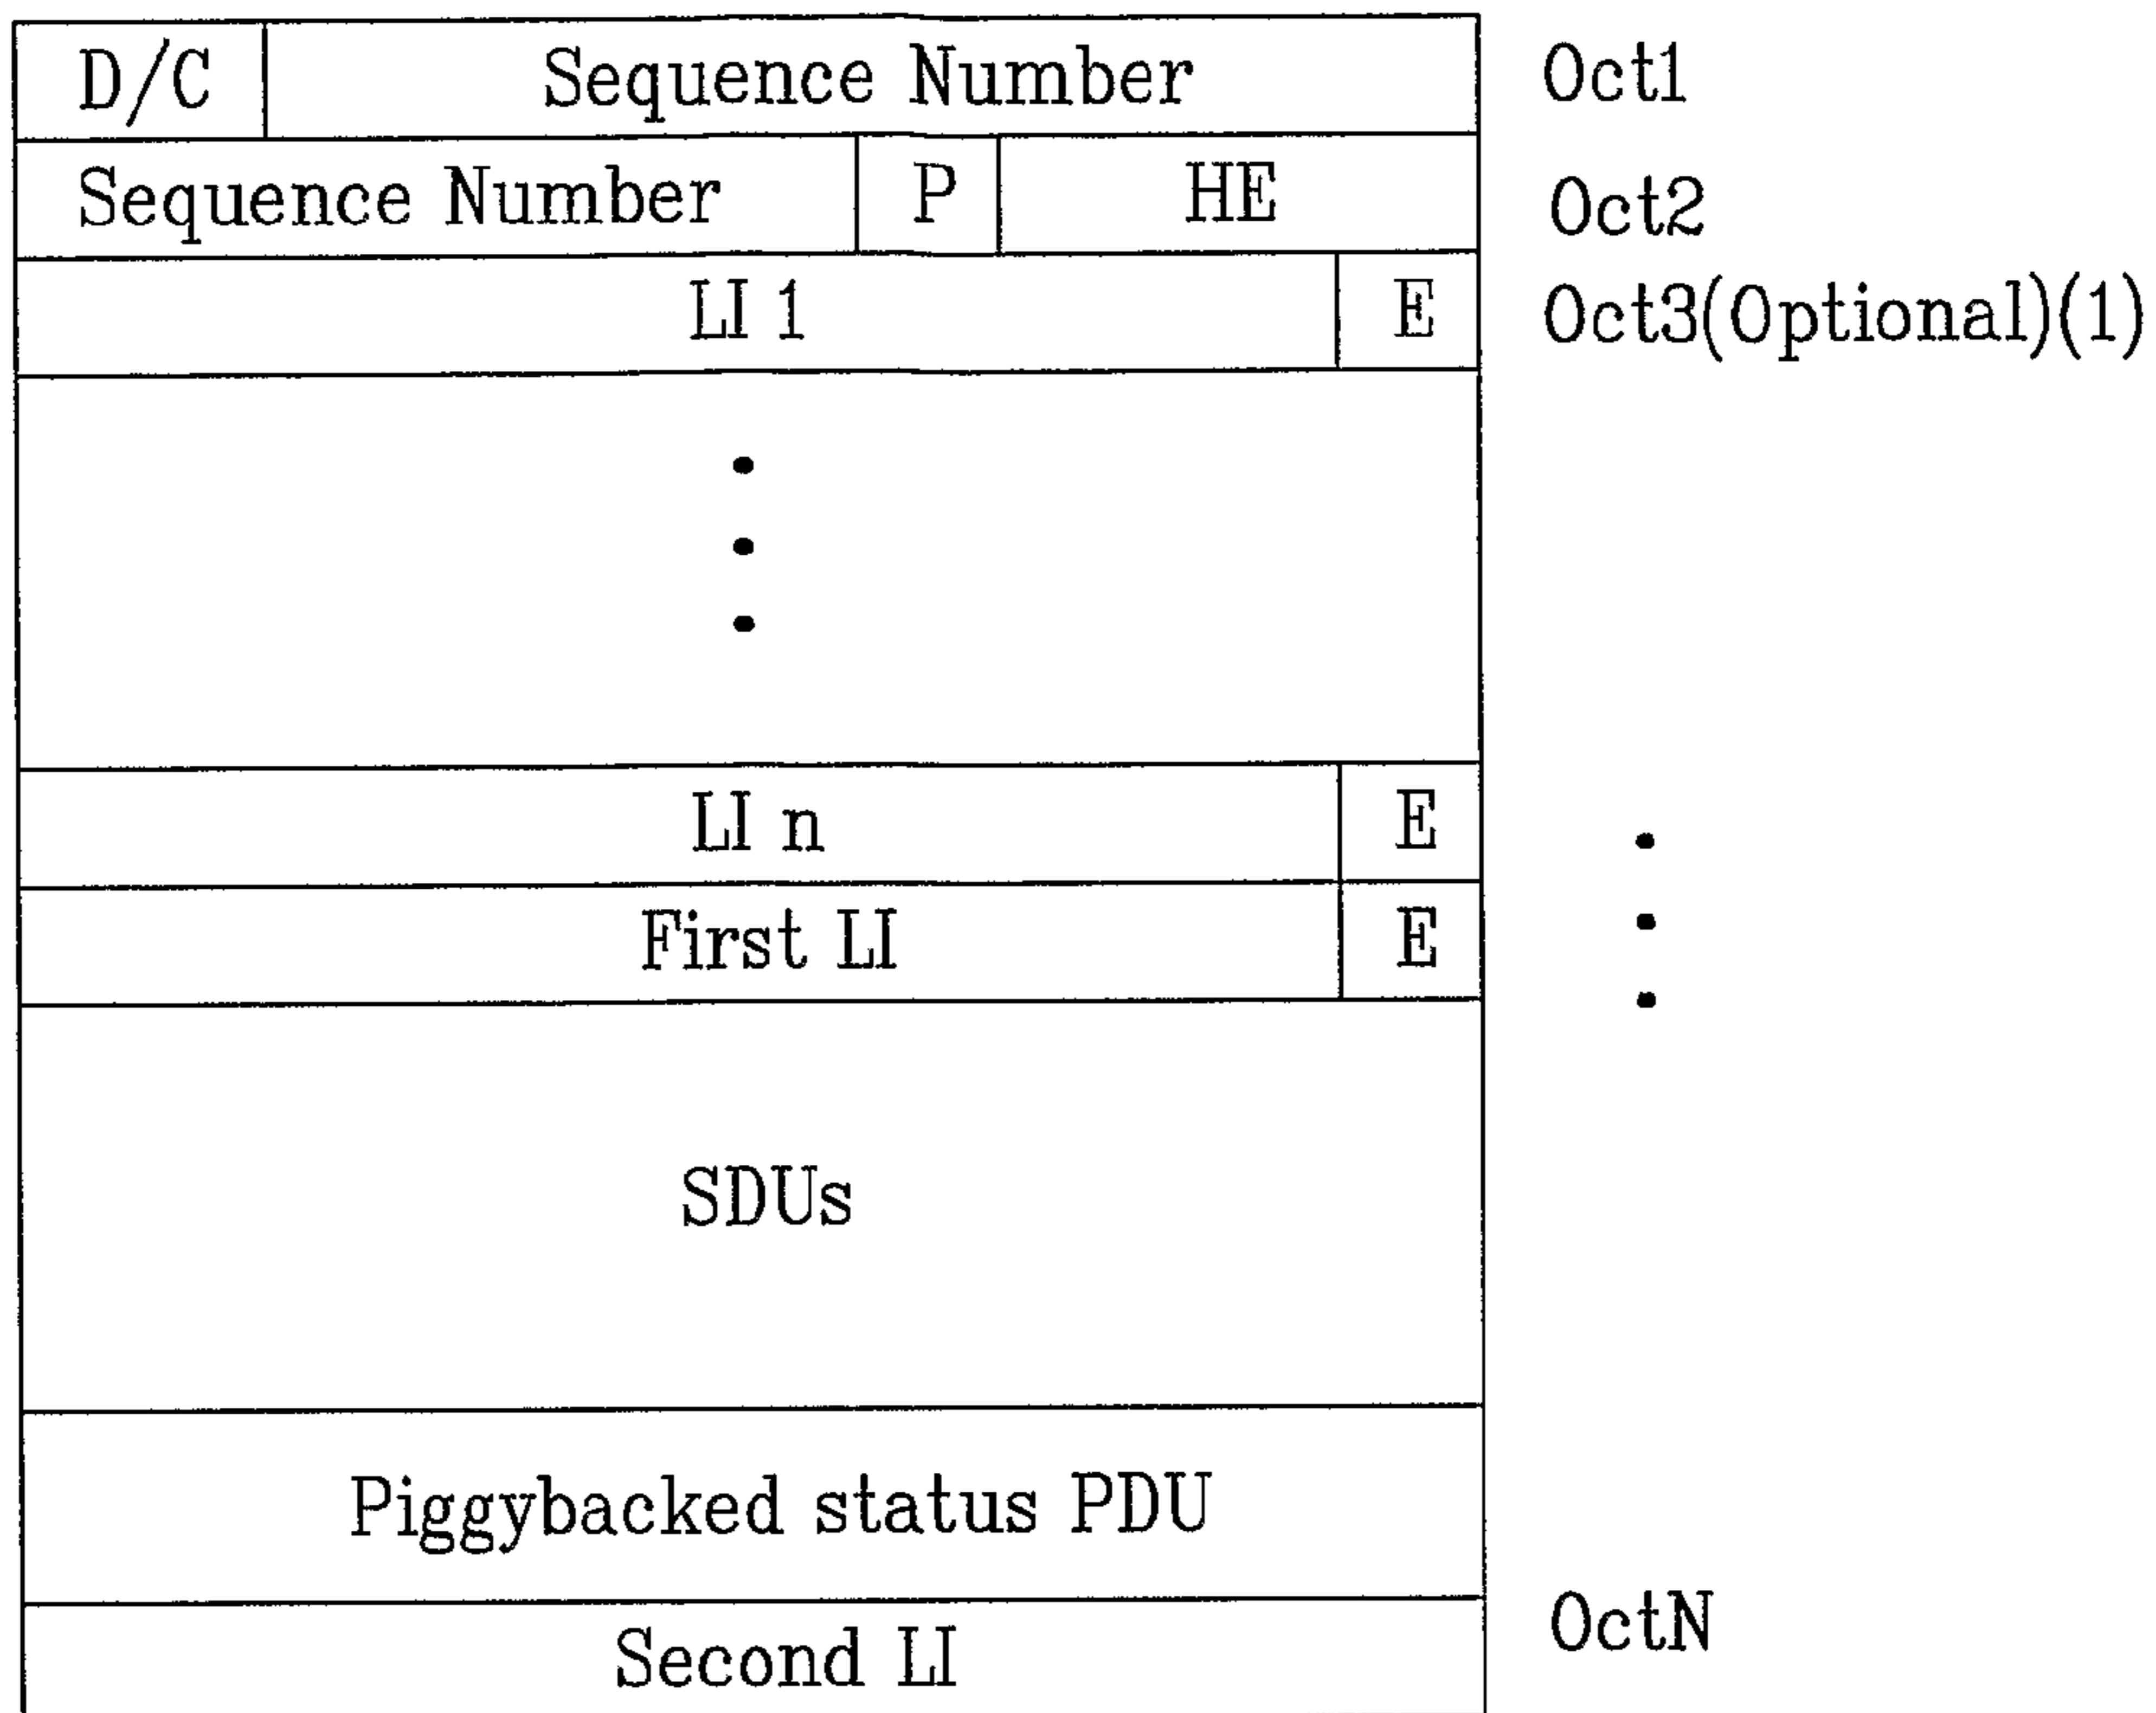 D/C Sequence Number Oct1
Sequence Number P HE Oct2
LI 1 E Oct3(Optional)(1)
LI n E
First LI E
SDUs
Piggybacked status PDU
OctN
Second LI